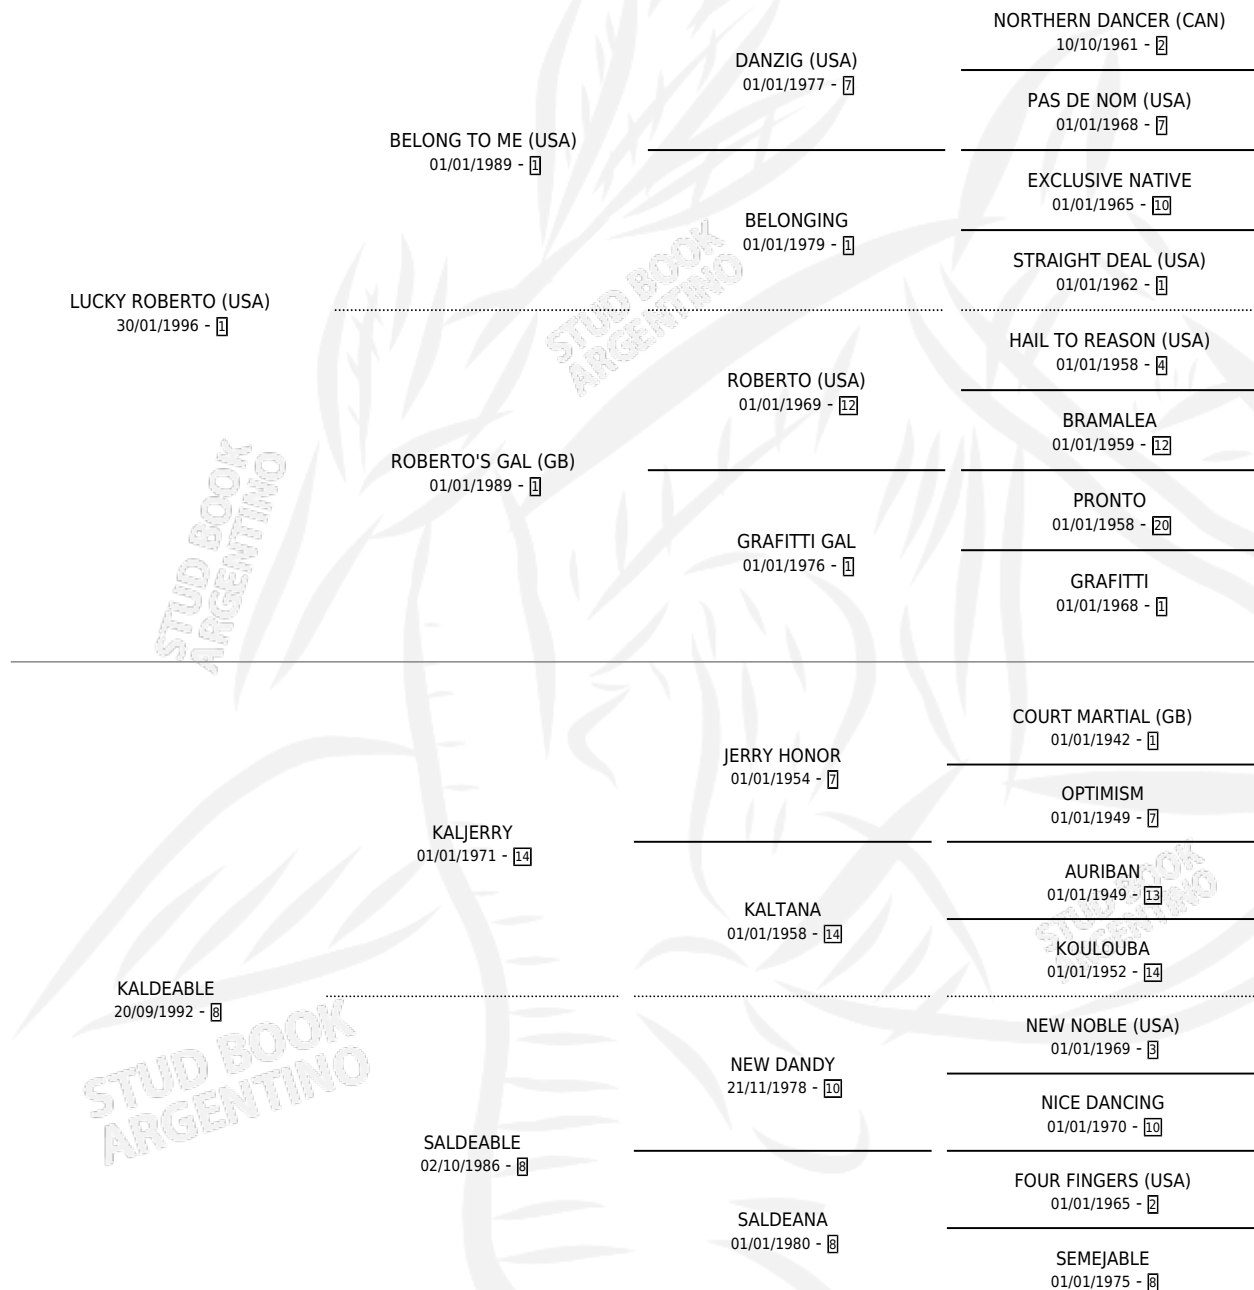 NORTHERN DANCER (CAN)
10/10/1961 - 2
DANZIG (USA)
01/01/1977 - 7
PAS DE NOM (USA)
01/01/1968 - 7
BELONG TO ME (USA)
01/01/1989 - 1
EXCLUSIVE NATIVE
01/01/1965 - 10
BELONGING
01/01/1979 - 1
STRAIGHT DEAL (USA)
01/01/1962 - 1
LUCKY ROBERTO (USA)
30/01/1996 - 1
STUD BOOK
ARGENTINO
HAIL TO REASON (USA)
01/01/1958 - 4
ROBERTO (USA)
01/01/1969 - 12
BRAMALEA
01/01/1959 - 12
ROBERTO'S GAL (GB)
01/01/1989 - 1
PRONTO
01/01/1958 - 20
GRAFITTI GAL
01/01/1976 - 1
GRAFITTI
01/01/1968 - 1
STUD BOOK
ARGENTINO
COURT MARTIAL (GB)
01/01/1942 - 1
JERRY HONOR
01/01/1954 - 7
OPTIMISM
01/01/1949 - 7
KALJERRY
01/01/1971 - 14
AURIBAN
01/01/1949 - 13
KALTANA
01/01/1958 - 14
STUD BOOK
ARGENTINO
KOULOUBA
01/01/1952 - 14
KALDEABLE
20/09/1992 - 8
NEW NOBLE (USA)
01/01/1969 - 3
NEW DANDY
21/11/1978 - 10
STUD BOOK
ARGENTINO
NICE DANCING
01/01/1970 - 10
SALDEABLE
02/10/1986 - 8
FOUR FINGERS (USA)
01/01/1965 - 2
SALDEANA
01/01/1980 - 8
SEMEJABLE
01/01/1975 - 8